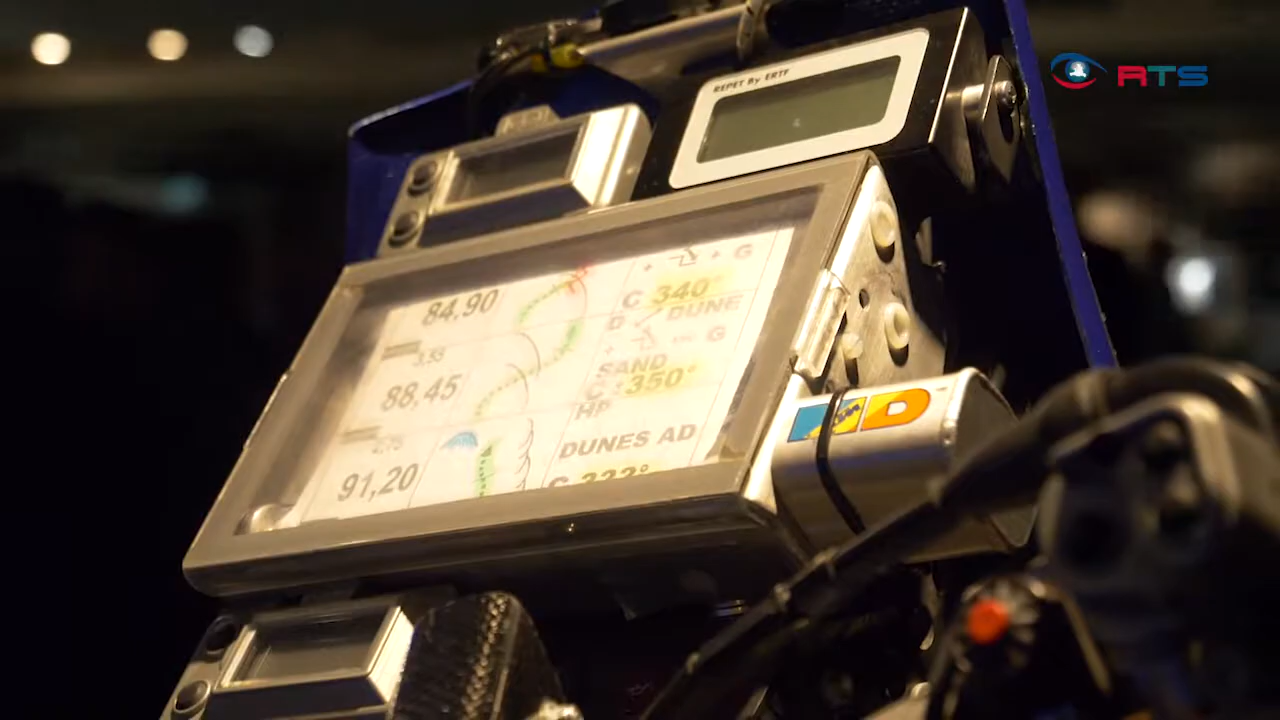 RTS
REPET By ERTF
84,90
+ + G
C 340°
D DUNE
3,55
+ G
SAND
88,45
C ±350°
HP
DUNES AD
91,20
MD